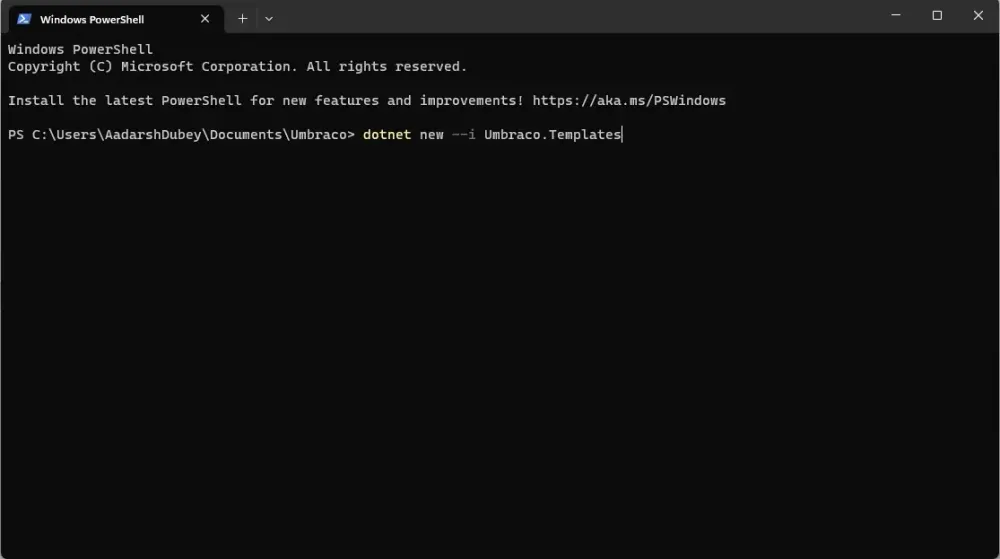 Windows PowerShell
Windows PowerShell
Copyright (C) Microsoft Corporation. All rights reserved.
Install the latest PowerShell for new features and improvements! https://aka.ms/PSWindows
PS C:\Users\AadarshDubey\Documents\Umbraco> dotnet new --i Umbraco.Templates